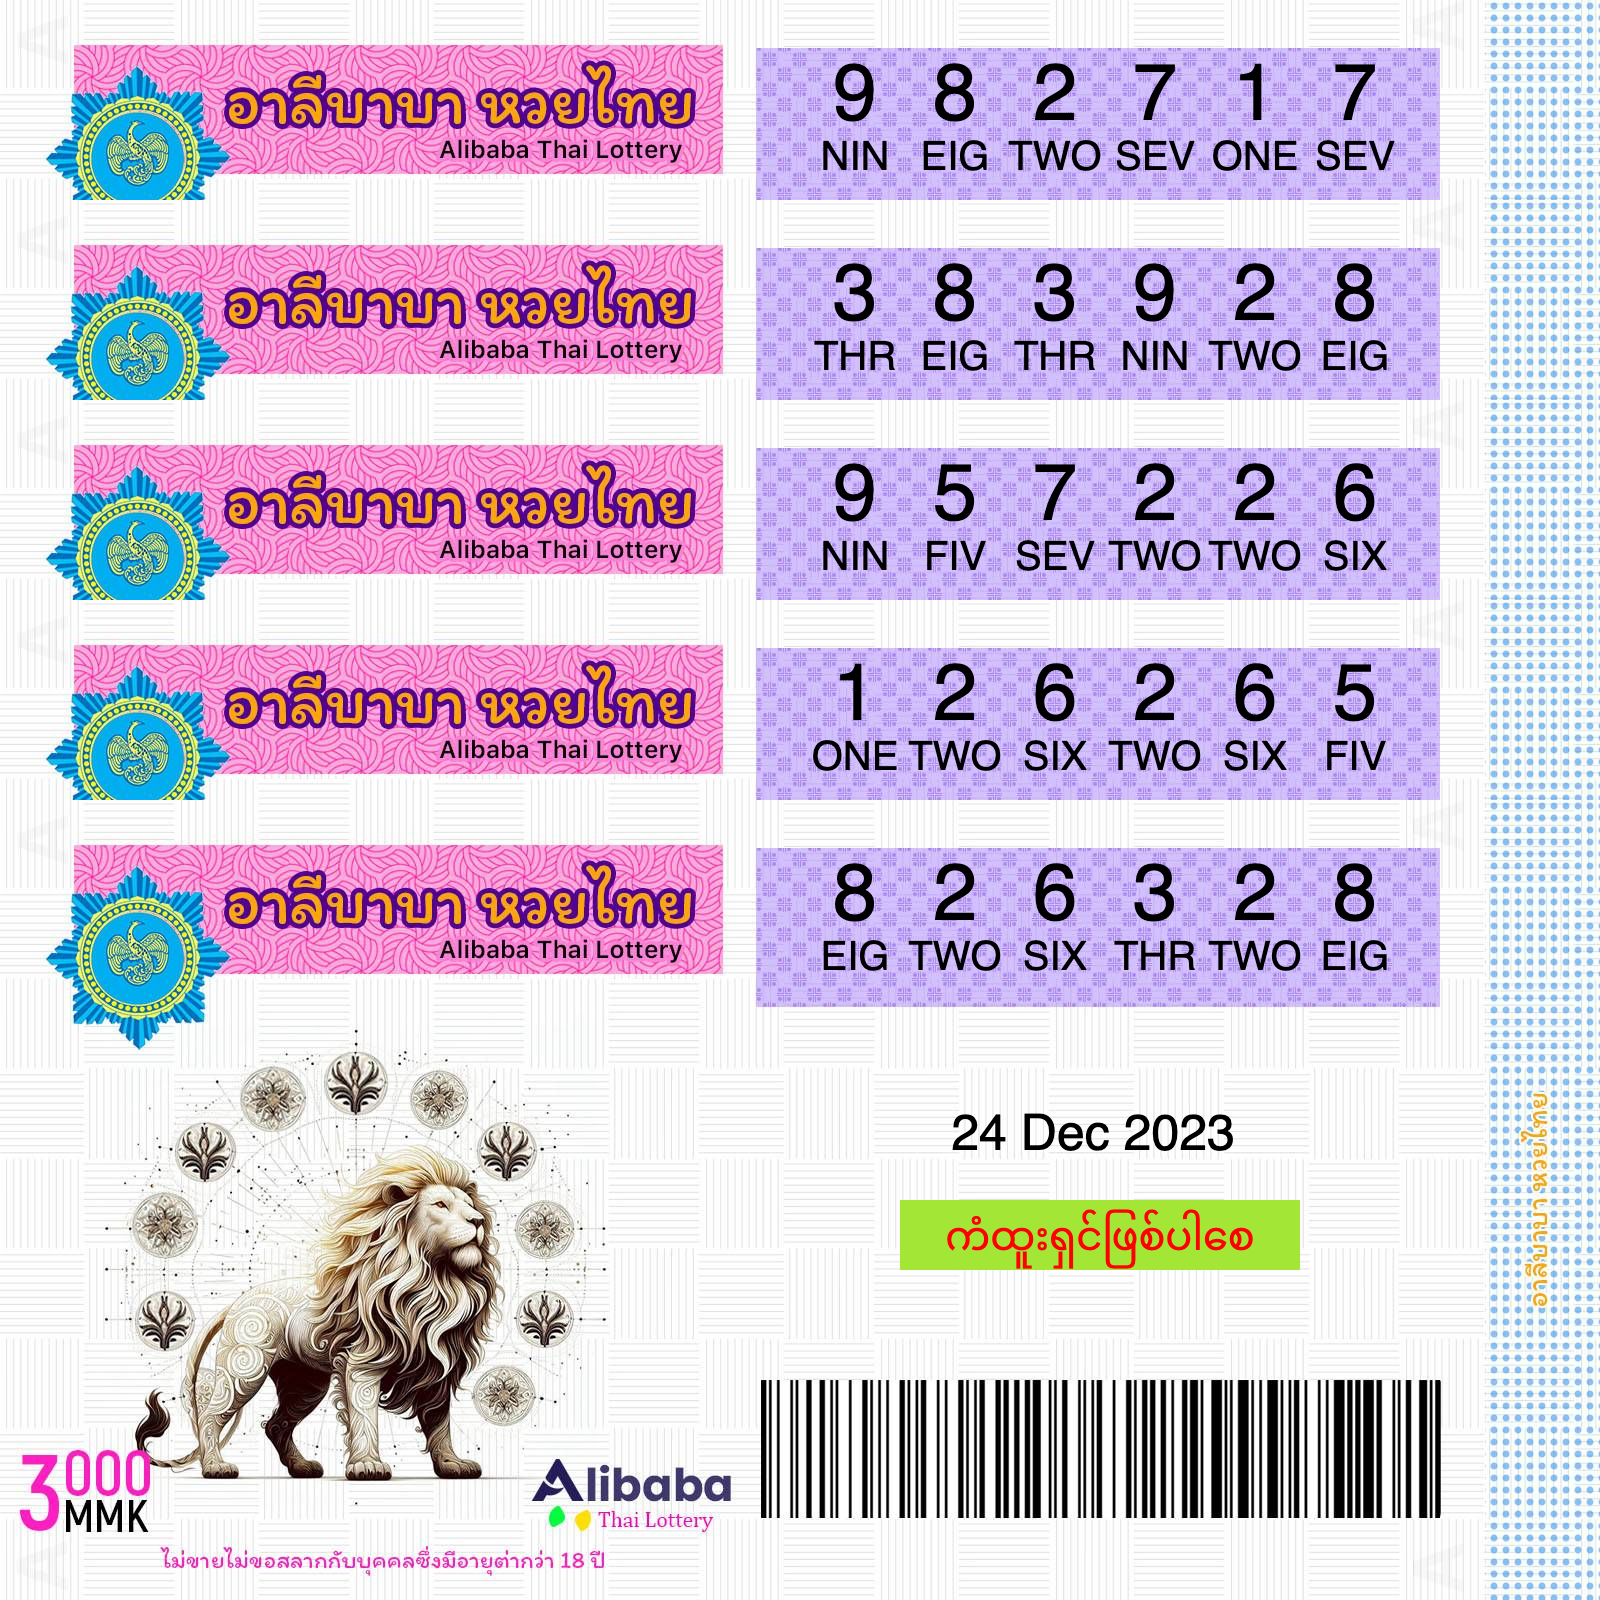 อาลีบาบา หวยไทย
Alibaba Thai Lottery
9 8 2 7 1 7
NIN EIG TWO SEV ONE SEV
อาลีบาบา หวยไทย
Alibaba Thai Lottery
3 8 3 9 2 8
THR EIG THR NIN TWO EIG
อาลีบาบา หวยไทย
Alibaba Thai Lottery
9 5 7 2 2 6
NIN FIV SEV TWO TWO SIX
อาลีบาบา หวยไทย
Alibaba Thai Lottery
1 2 6 2 6 5
ONE TWO SIX TWO SIX FIV
อาลีบาบา หวยไทย
Alibaba Thai Lottery
8 2 6 3 2 8
EIG TWO SIX THR TWO EIG
24 Dec 2023
ကံထူးရှင်ဖြစ်ပါစေ
อาลีบาบา หวยไทย
3000
MMK
Alibaba
Thai Lottery
ไม่ขายไม่ขอสลากกับบุคคลซึ่งมีอายุต่ำกว่า 18 ปี